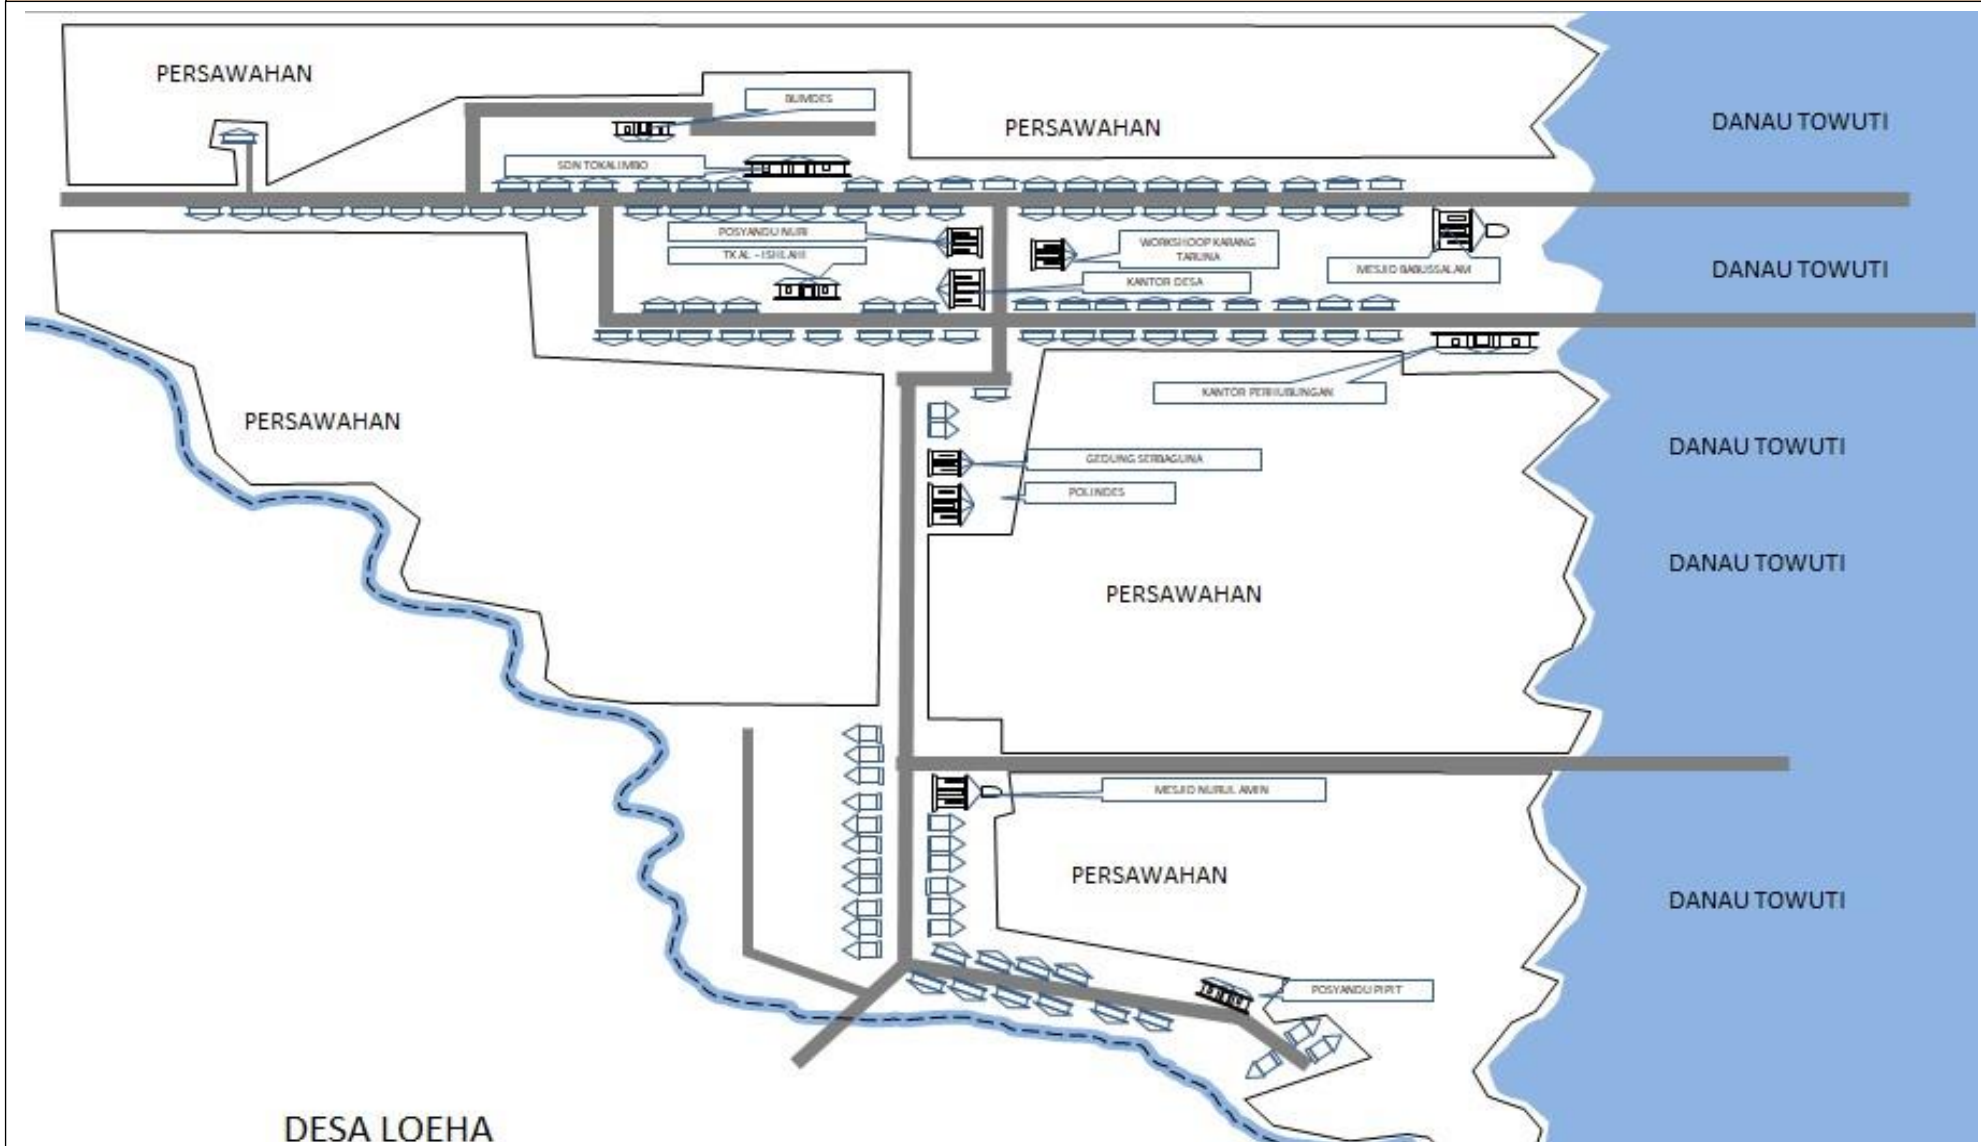 PERSAWAHAN
BUMDES
DANAU TOWUTI
PERSAWAHAN
SDN TOKALIMBO
POSYANDU NURI
WORKSHOOP KARANG
TARUNA
TK AL - ISHLAH
MESJID BABUSSALAM
DANAU TOWUTI
KANTOR DESA
KANTOR PERHUBUNGAN
PERSAWAHAN
DANAU TOWUTI
GEDUNG SERBAGUNA
POLINDES
DANAU TOWUTI
PERSAWAHAN
MESJID NURUL AMIN
PERSAWAHAN
DANAU TOWUTI
POSYANDU PIPIT
DESA LOEHA